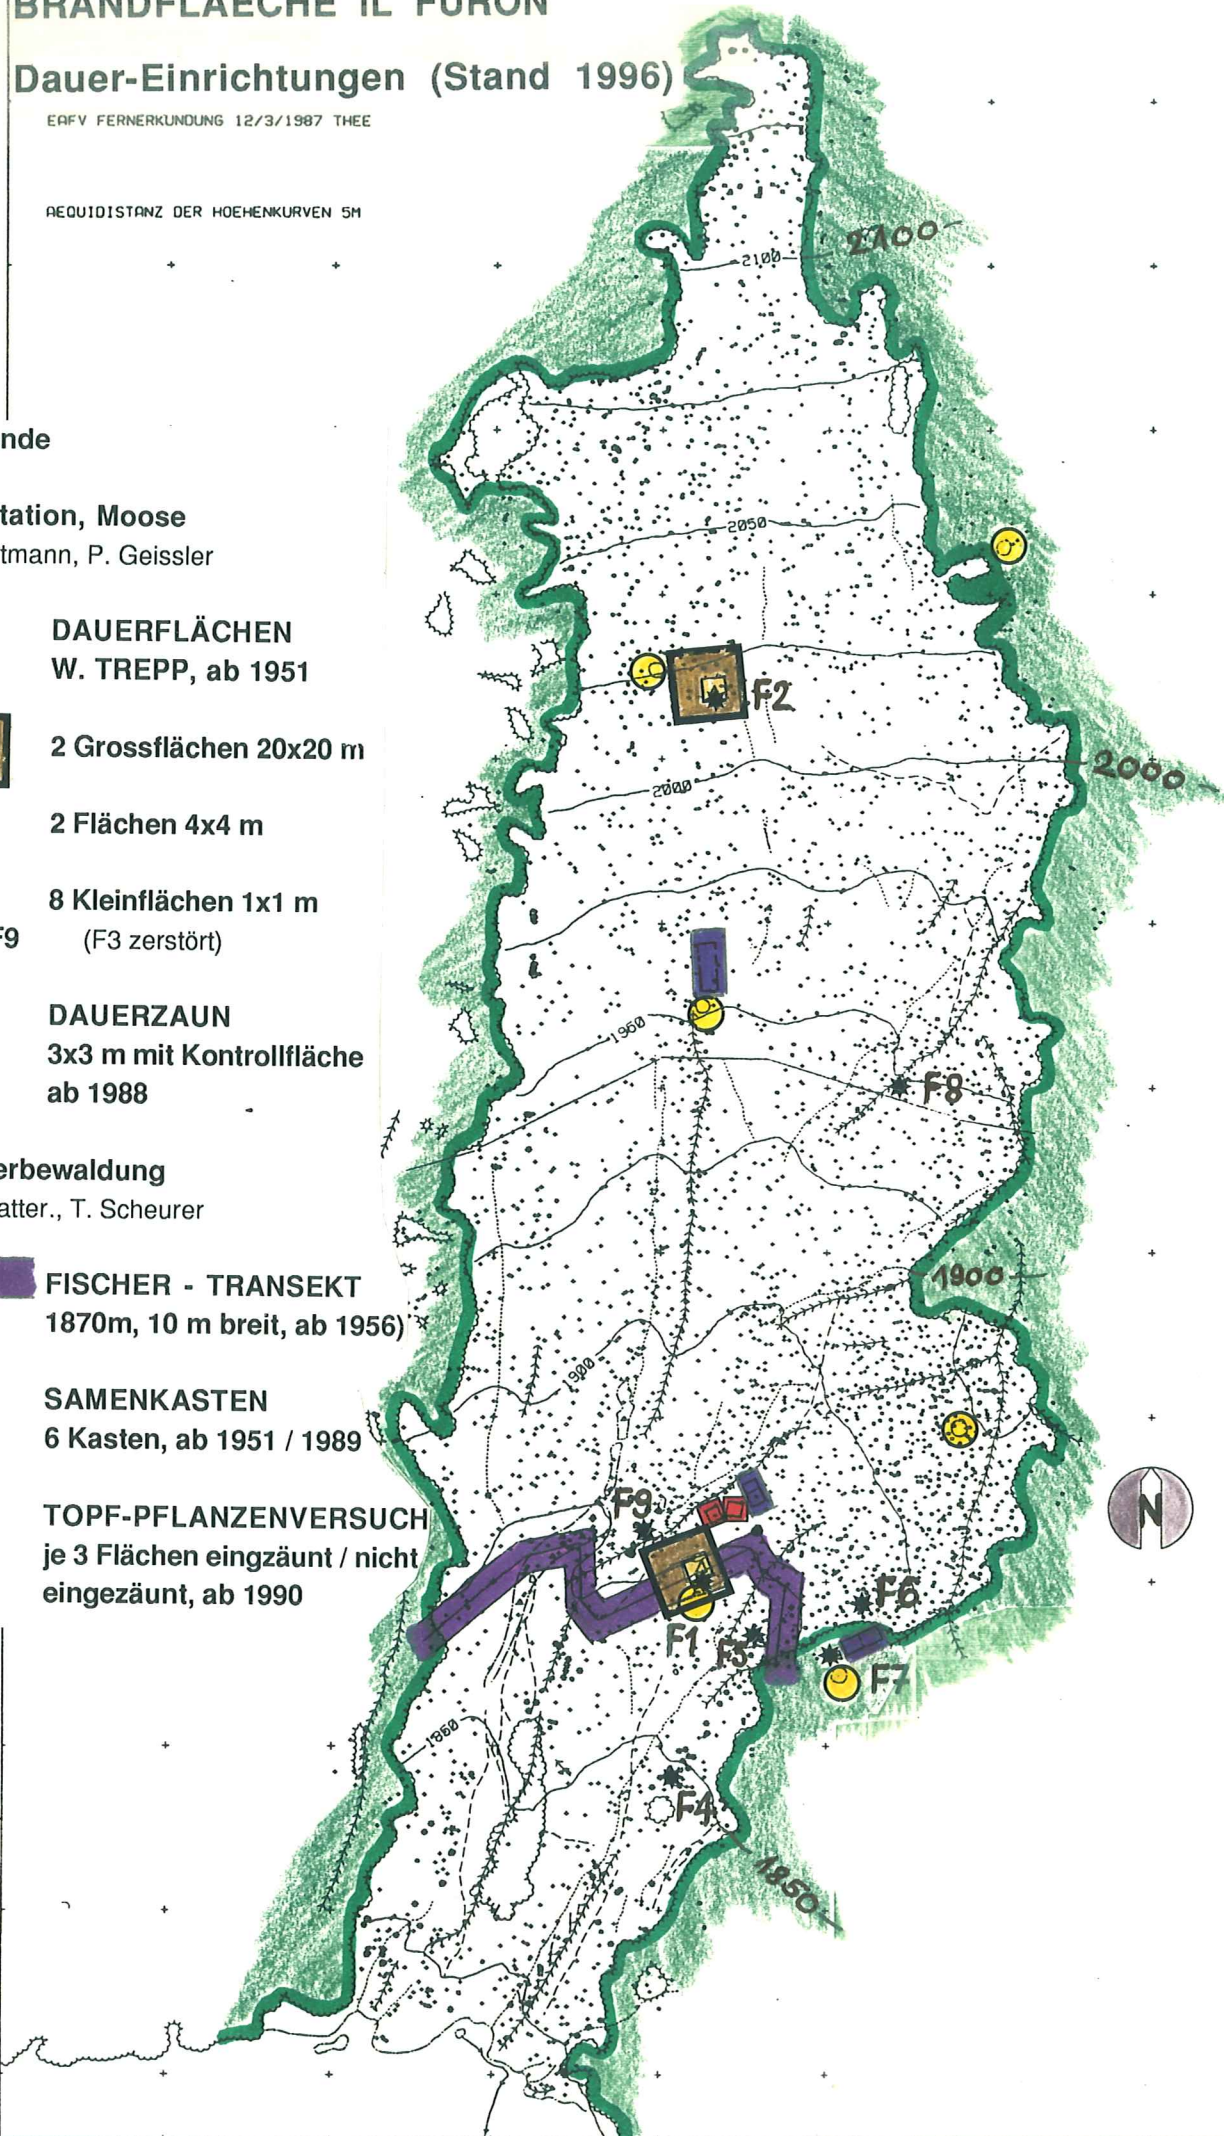 BRANDFLAECHE IL FUORN
Dauer-Einrichtungen (Stand 1996)
EAFV FERNERKUNDUNG 12/3/1987 THEE
AEQUIDISTANZ DER HOEHENKURVEN 5M
2100
2100
nde
tation, Moose
tmann, P. Geissler
2050
DAUERFLÄCHEN
W. TREPP, ab 1951
F2
2 Grossflächen 20x20 m
2000
2000
2 Flächen 4x4 m
8 Kleinflächen 1x1 m
F9 (F3 zerstört)
DAUERZAUN
3x3 m mit Kontrollfläche
ab 1988
1950
F8
erbewaldung
atter., T. Scheurer
FISCHER - TRANSEKT
1870m, 10 m breit, ab 1956)
1900
1900
SAMENKASTEN
6 Kasten, ab 1951 / 1989
TOPF-PFLANZENVERSUCH
je 3 Flächen eingzäunt / nicht
eingezäunt, ab 1990
F9
N
F6
F1
F5
F7
1850
F4
1850